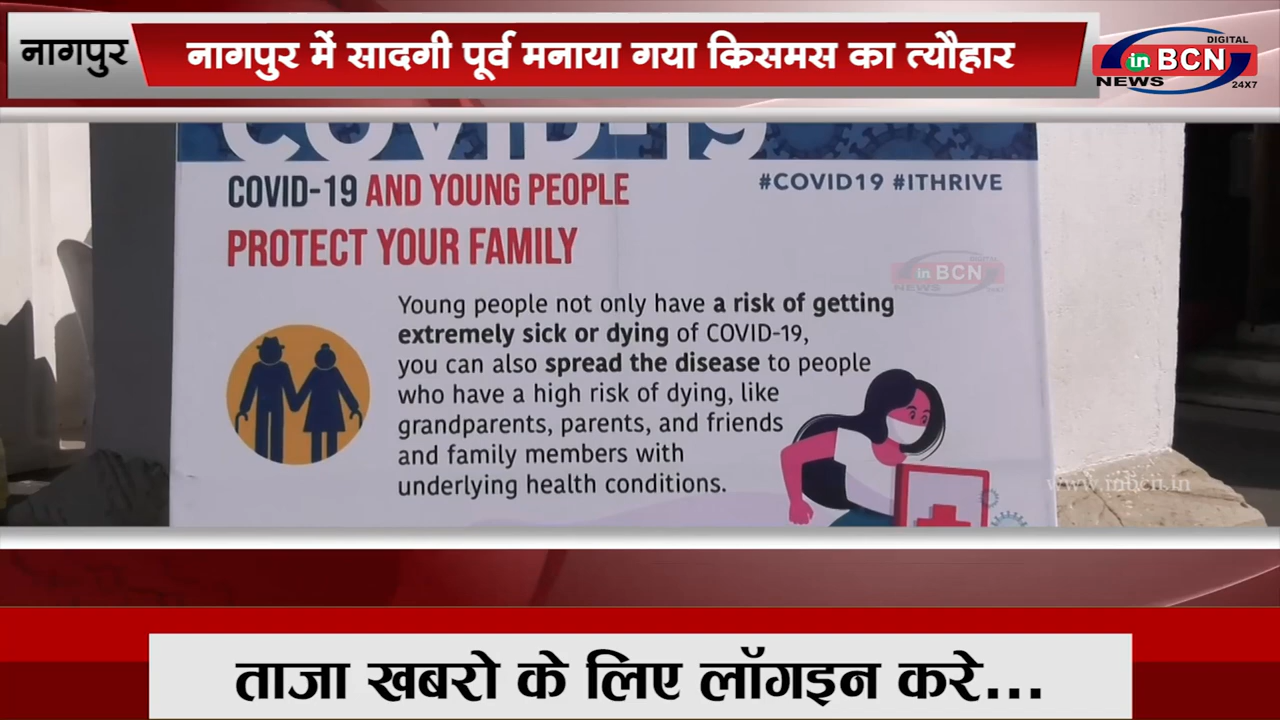 नागपुर
नागपुर में सादगी पूर्व मनाया गया किसमस का त्यौहार
DIGITAL
in BCN
NEWS
24X7
COVID-19
COVID-19 AND YOUNG PEOPLE
#COVID19 #ITHRIVE
PROTECT YOUR FAMILY
in BCN
NEWS
Young people not only have a risk of getting
extremely sick or dying of COVID-19,
you can also spread the disease to people
who have a high risk of dying, like
grandparents, parents, and friends
and family members with
underlying health conditions.
www.inbcn.in
ताजा खबरो के लिए लॉगइन करे...